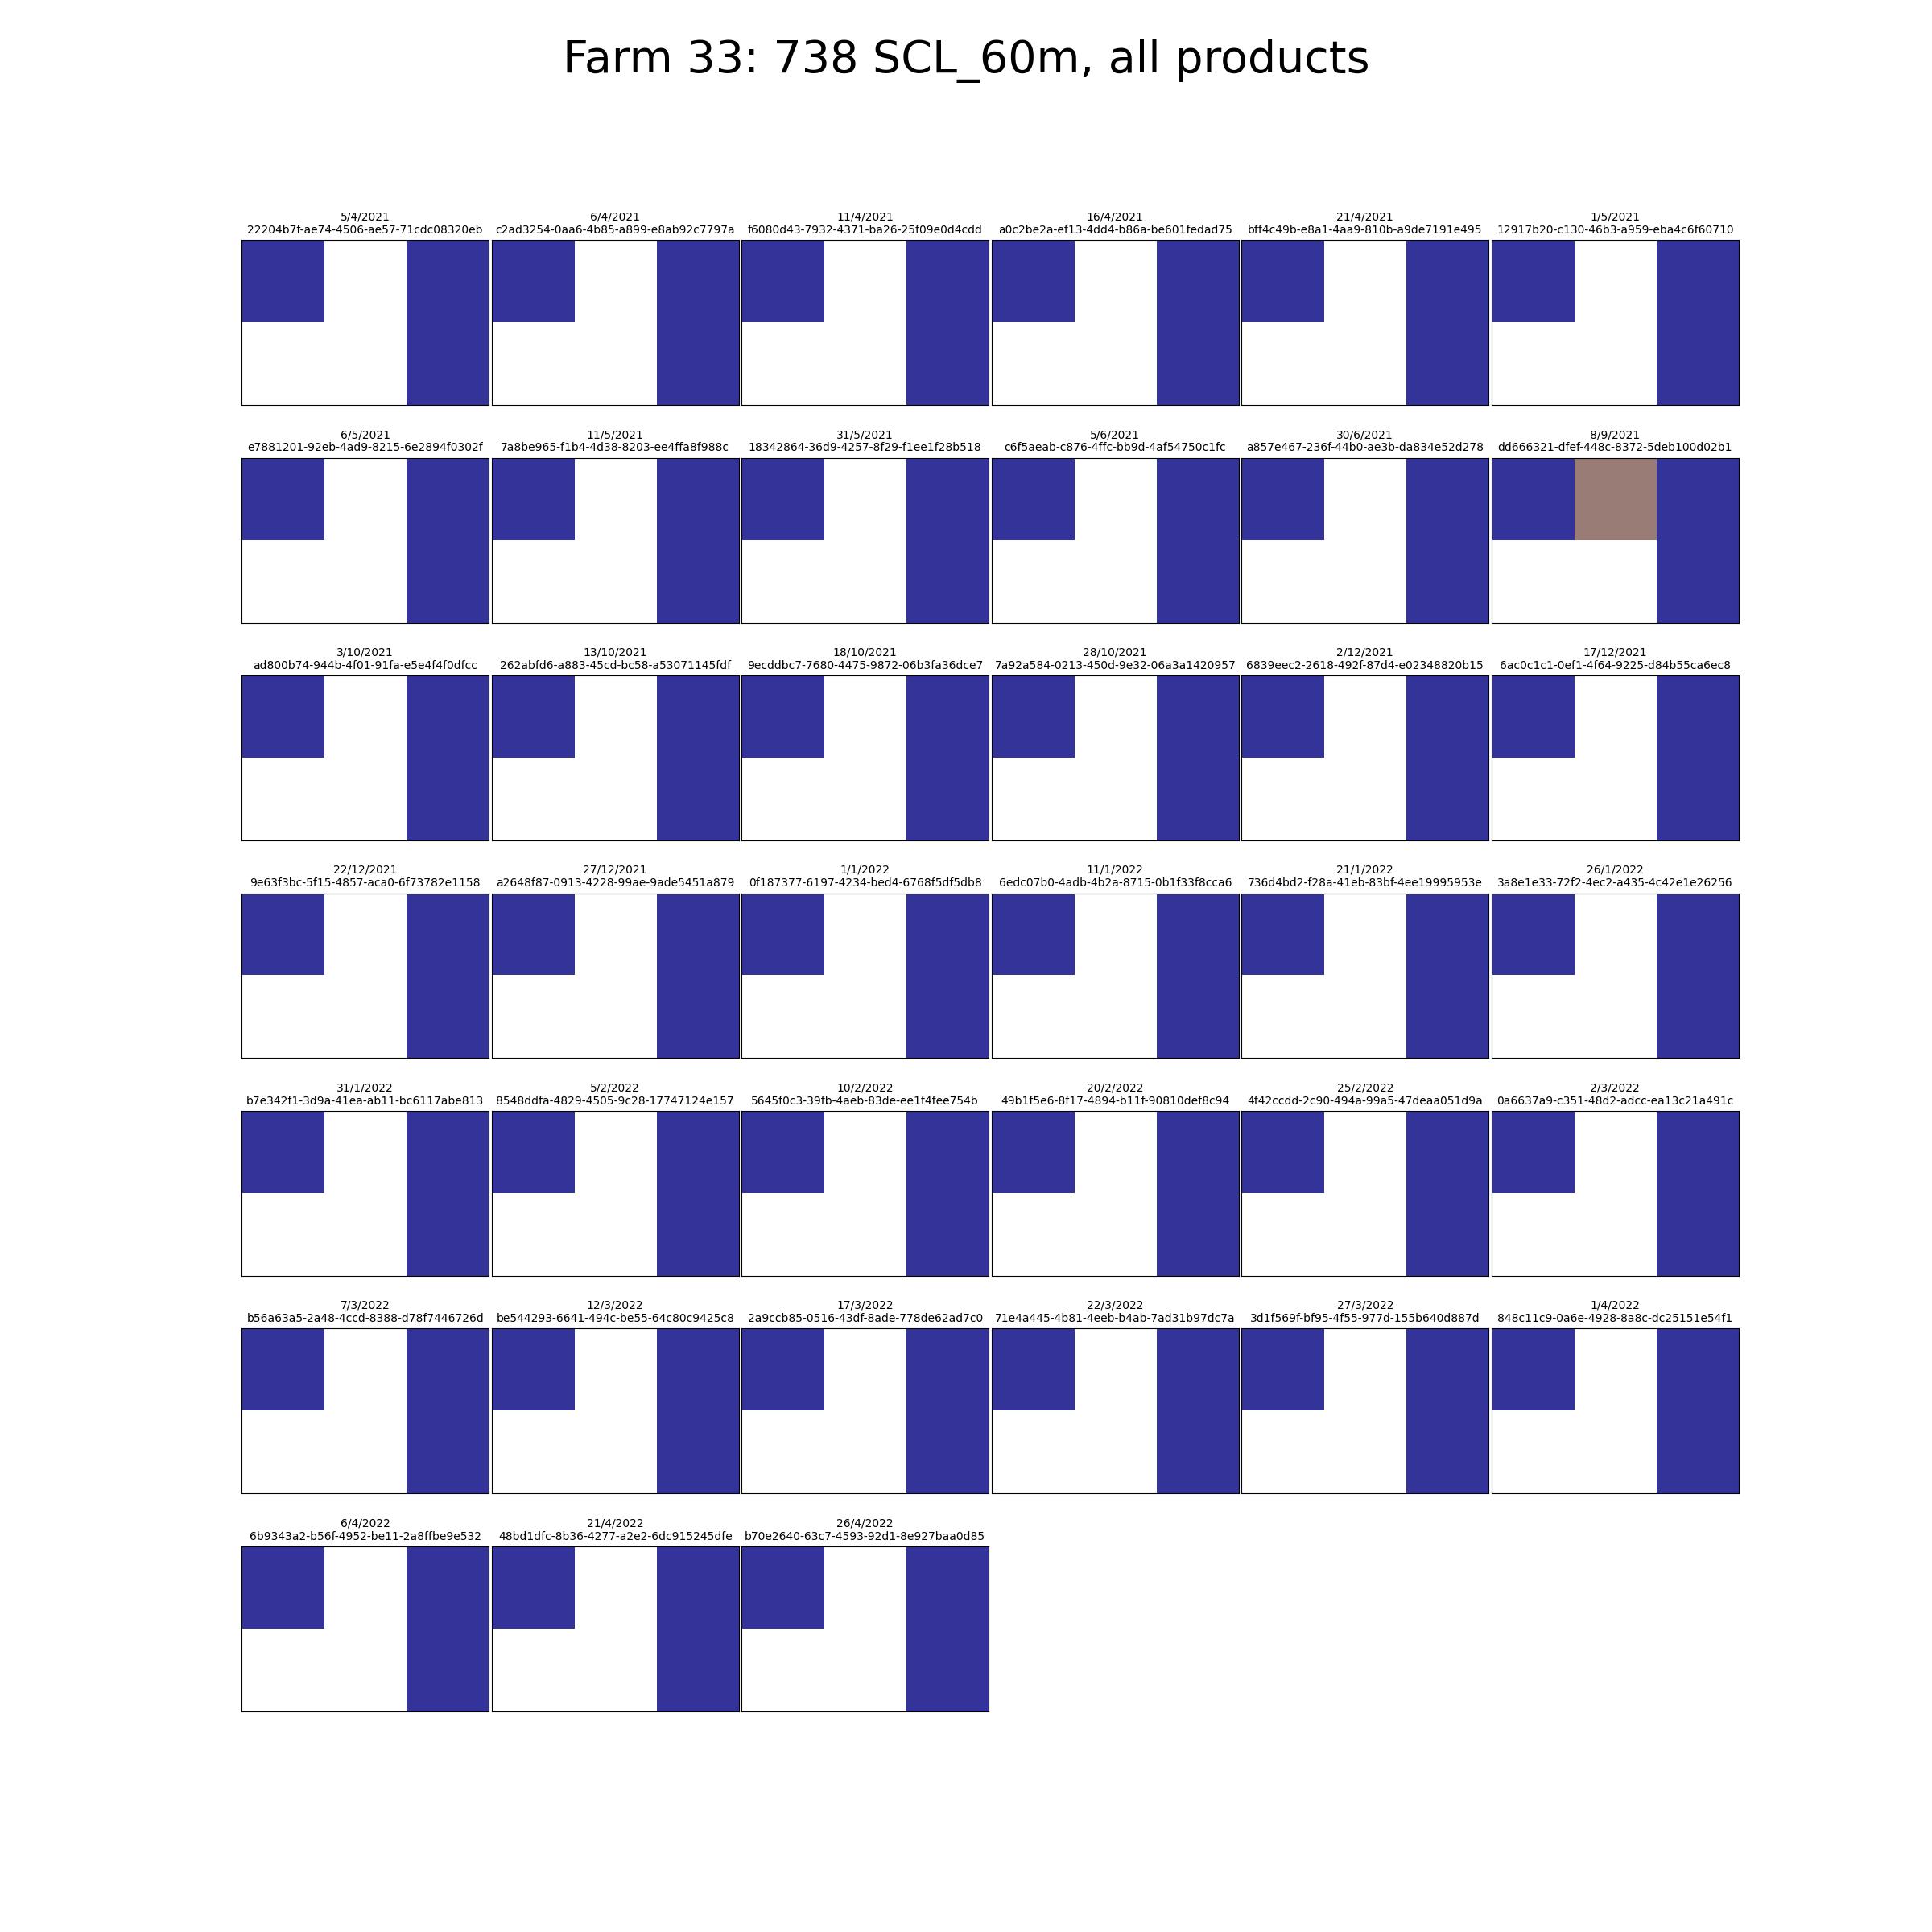 Farm 33: 738 SCL_60m, all products
5/4/2021
22204b7f-ae74-4506-ae57-71cdc08320eb
6/4/2021
c2ad3254-0aa6-4b85-a899-e8ab92c7797a
11/4/2021
f6080d43-7932-4371-ba26-25f09e0d4cdd
16/4/2021
a0c2be2a-ef13-4dd4-b86a-be601fedad75
21/4/2021
bff4c49b-e8a1-4aa9-810b-a9de7191e495
1/5/2021
12917b20-c130-46b3-a959-eba4c6f60710
6/5/2021
e7881201-92eb-4ad9-8215-6e2894f0302f
11/5/2021
7a8be965-f1b4-4d38-8203-ee4ffa8f988c
31/5/2021
18342864-36d9-4257-8f29-f1ee1f28b518
5/6/2021
c6f5aeab-c876-4ffc-bb9d-4af54750c1fc
30/6/2021
a857e467-236f-44b0-ae3b-da834e52d278
8/9/2021
dd666321-dfef-448c-8372-5deb100d02b1
3/10/2021
ad800b74-944b-4f01-91fa-e5e4f4f0dfcc
13/10/2021
262abfd6-a883-45cd-bc58-a53071145fdf
18/10/2021
9ecddbc7-7680-4475-9872-06b3fa36dce7
28/10/2021
7a92a584-0213-450d-9e32-06a3a1420957
2/12/2021
6839eec2-2618-492f-87d4-e02348820b15
17/12/2021
6ac0c1c1-0ef1-4f64-9225-d84b55ca6ec8
22/12/2021
9e63f3bc-5f15-4857-aca0-6f73782e1158
27/12/2021
a2648f87-0913-4228-99ae-9ade5451a879
1/1/2022
0f187377-6197-4234-bed4-6768f5df5db8
11/1/2022
6edc07b0-4adb-4b2a-8715-0b1f33f8cca6
21/1/2022
736d4bd2-f28a-41eb-83bf-4ee19995953e
26/1/2022
3a8e1e33-72f2-4ec2-a435-4c42e1e26256
31/1/2022
b7e342f1-3d9a-41ea-ab11-bc6117abe813
5/2/2022
8548ddfa-4829-4505-9c28-17747124e157
10/2/2022
5645f0c3-39fb-4aeb-83de-ee1f4fee754b
20/2/2022
49b1f5e6-8f17-4894-b11f-90810def8c94
25/2/2022
4f42ccdd-2c90-494a-99a5-47deaa051d9a
2/3/2022
0a6637a9-c351-48d2-adcc-ea13c21a491c
7/3/2022
b56a63a5-2a48-4ccd-8388-d78f7446726d
12/3/2022
be544293-6641-494c-be55-64c80c9425c8
17/3/2022
2a9ccb85-0516-43df-8ade-778de62ad7c0
22/3/2022
71e4a445-4b81-4eeb-b4ab-7ad31b97dc7a
27/3/2022
3d1f569f-bf95-4f55-977d-155b640d887d
1/4/2022
848c11c9-0a6e-4928-8a8c-dc25151e54f1
6/4/2022
6b9343a2-b56f-4952-be11-2a8ffbe9e532
21/4/2022
48bd1dfc-8b36-4277-a2e2-6dc915245dfe
26/4/2022
b70e2640-63c7-4593-92d1-8e927baa0d85